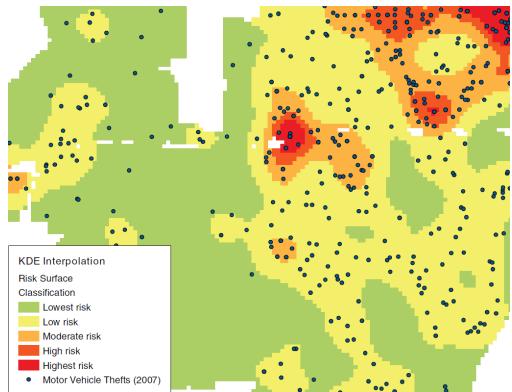 KDE Interpolation
Risk Surface
Classification
Lowest risk
Low risk
Moderate risk
High risk
Highest risk
Motor Vehicle Thefts (2007)